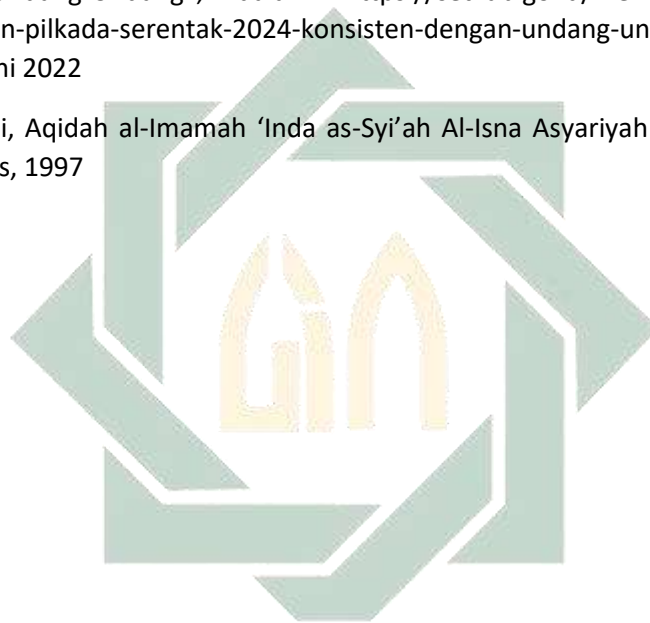 n-pilkada-serentak-2024-konsisten-dengan-undang-un
ni 2022
i, Aqidah al-Imamah ‘Inda as-Syi’ah Al-Isna Asyariyah
s, 1997